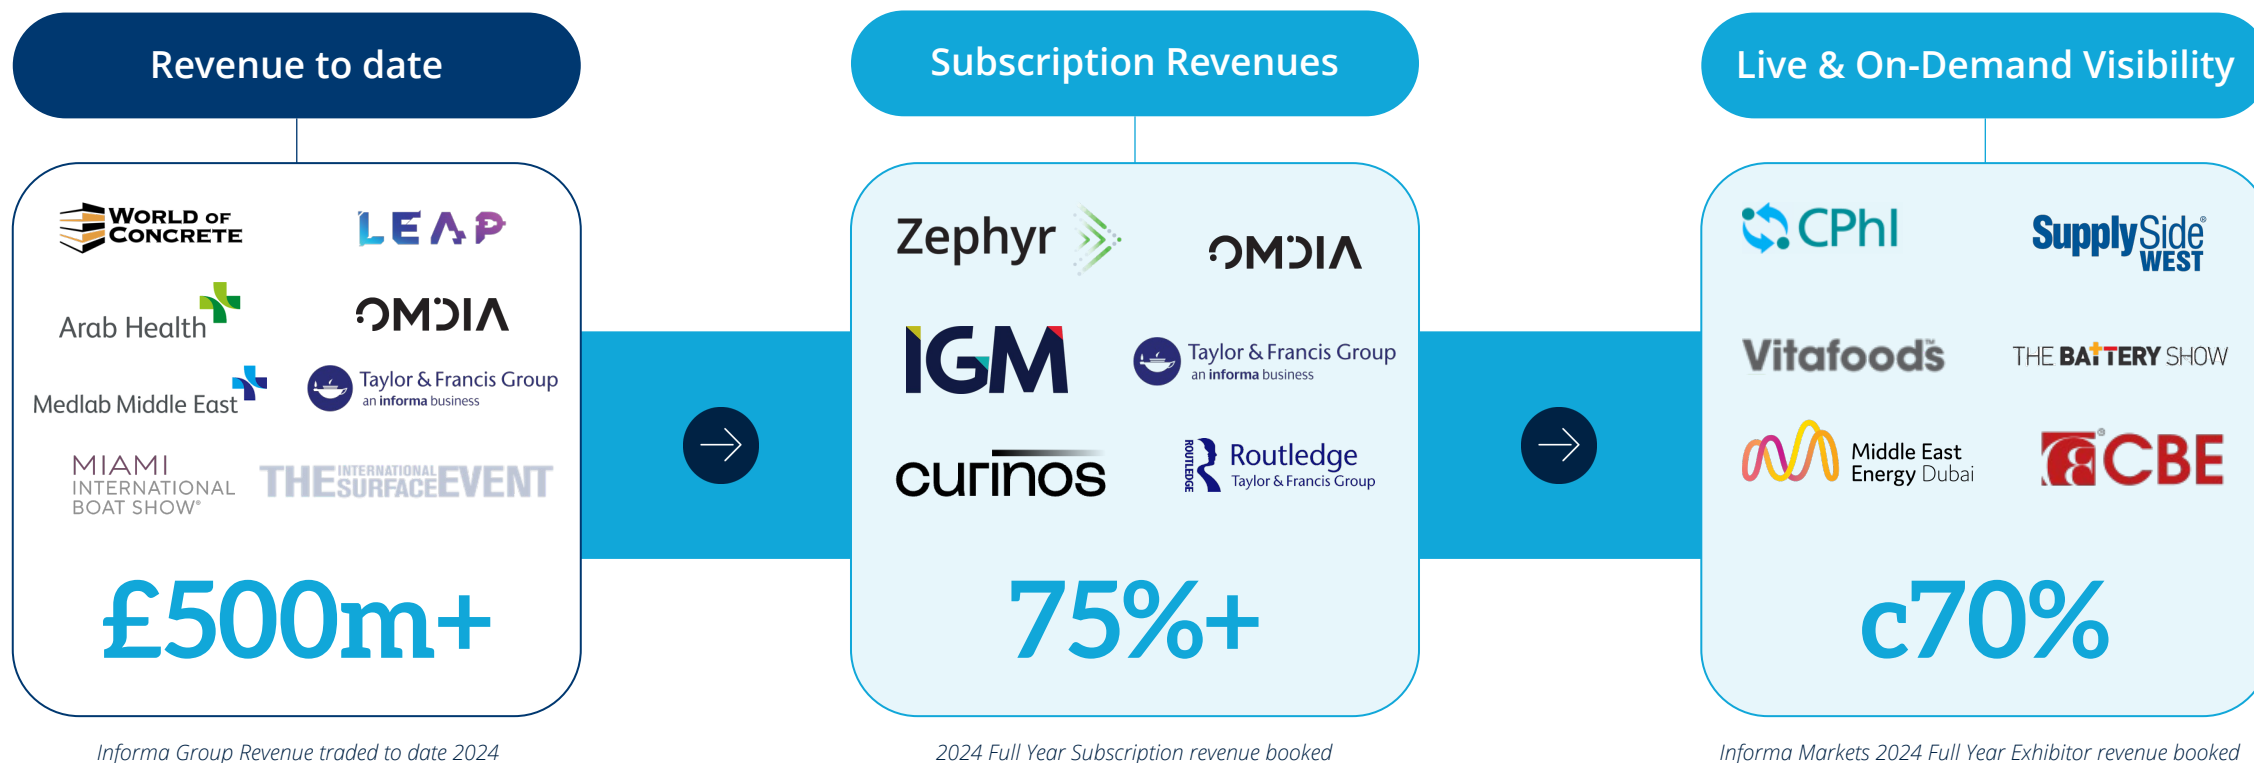 Revenue to date
WORLD OF
CONCRETE
LEAP
Arab Health
OMDIA
Medlab Middle East
Taylor & Francis Group
an informa business
MIAMI
INTERNATIONAL
BOAT SHOW®
THE INTERNATIONAL SURFACE EVENT
£500m+
Informa Group Revenue traded to date 2024
Subscription Revenues
Zephyr
OMDIA
IGM
Taylor & Francis Group
an informa business
curinos
ROUTLEDGE
Routledge
Taylor & Francis Group
75%+
2024 Full Year Subscription revenue booked
Live & On-Demand Visibility
CPhI
SupplySide®
WEST
Vitafoods™
THE BATTERY SHOW
Middle East
Energy Dubai
®CBE
c70%
Informa Markets 2024 Full Year Exhibitor revenue booked